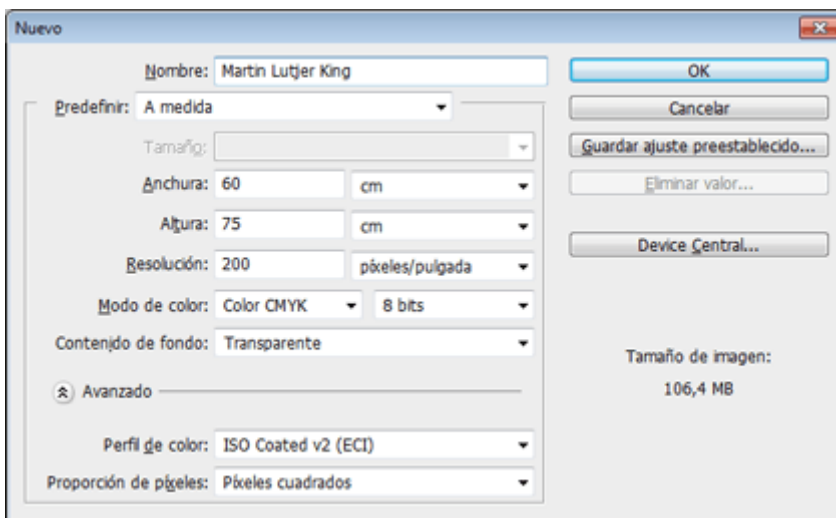 Nuevo
Nombre: Martin Lutjer King
OK
Predefinir: A medida
Cancelar
Tamaño:
Guardar ajuste preestablecido...
Anchura: 60 cm
Eliminar valor...
Altura: 75 cm
Device Central...
Resolución: 200 píxeles/pulgada
Modo de color: Color CMYK 8 bits
Contenido de fondo: Transparente
Tamaño de imagen:
106,4 MB
Avanzado
Perfil de color: ISO Coated v2 (ECI)
Proporción de píxeles: Píxeles cuadrados